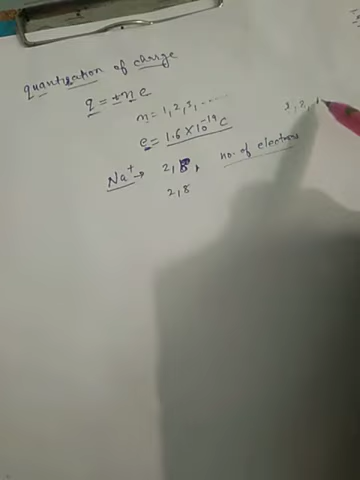 quantization of charge
q = ±n e
n = 1, 2, 3, ......
e = 1.6 × 10⁻¹⁹ C
1, 2,
Na⁺ → 2, 8, no. of electrons
2, 8